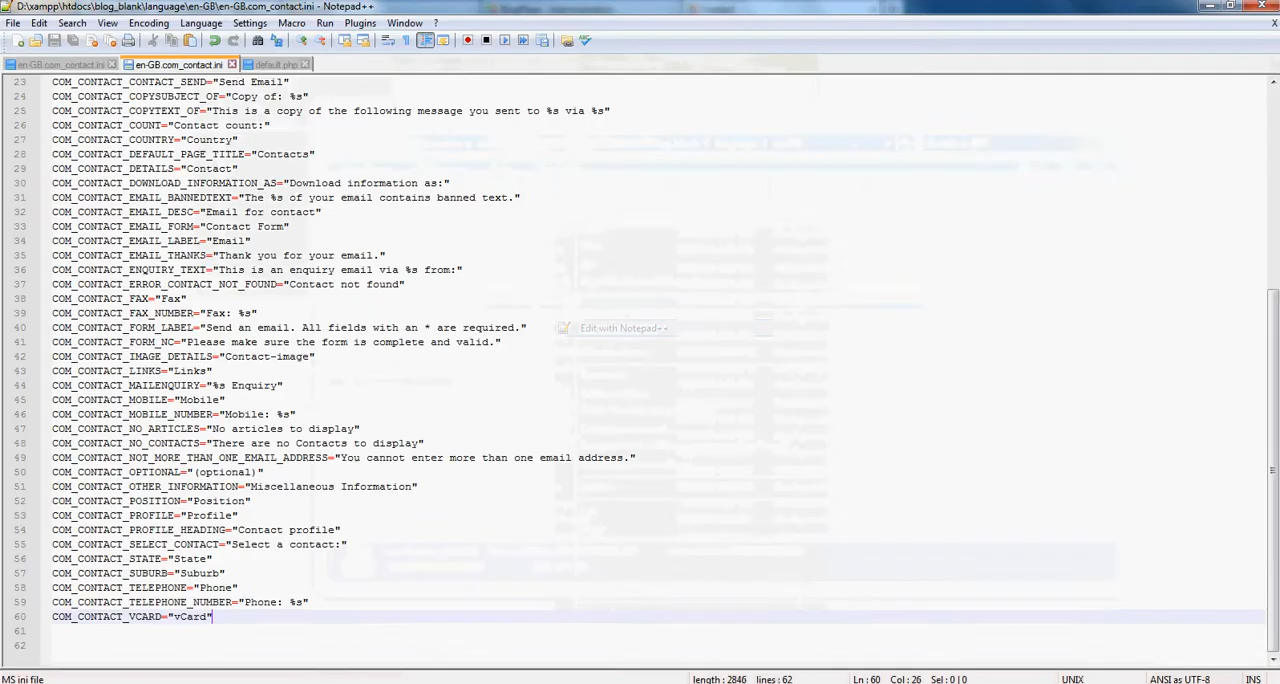 D:\xampp\htdocs\blog_blank\language\en-GB\en-GB.com_contact.ini - Notepad++
File Edit Search View Encoding Language Settings Macro Run Plugins Window ? X
en-GB.com_contact.ini en-GB.com_contact.ini default.php
23 COM_CONTACT_CONTACT_SEND="Send Email"
24 COM_CONTACT_COPYSUBJECT_OF="Copy of: %s"
25 COM_CONTACT_COPYTEXT_OF="This is a copy of the following message you sent to %s via %s"
26 COM_CONTACT_COUNT="Contact count:"
27 COM_CONTACT_COUNTRY="Country"
28 COM_CONTACT_DEFAULT_PAGE_TITLE="Contacts"
29 COM_CONTACT_DETAILS="Contact"
30 COM_CONTACT_DOWNLOAD_INFORMATION_AS="Download information as:"
31 COM_CONTACT_EMAIL_BANNEDTEXT="The %s of your email contains banned text."
32 COM_CONTACT_EMAIL_DESC="Email for contact"
33 COM_CONTACT_EMAIL_FORM="Contact Form"
34 COM_CONTACT_EMAIL_LABEL="Email"
35 COM_CONTACT_EMAIL_THANKS="Thank you for your email."
36 COM_CONTACT_ENQUIRY_TEXT="This is an enquiry email via %s from:"
37 COM_CONTACT_ERROR_CONTACT_NOT_FOUND="Contact not found"
38 COM_CONTACT_FAX="Fax"
39 COM_CONTACT_FAX_NUMBER="Fax: %s"
40 COM_CONTACT_FORM_LABEL="Send an email. All fields with an * are required."
Edit with Notepad++
41 COM_CONTACT_FORM_NC="Please make sure the form is complete and valid."
42 COM_CONTACT_IMAGE_DETAILS="Contact-image"
43 COM_CONTACT_LINKS="Links"
44 COM_CONTACT_MAILENQUIRY="%s Enquiry"
45 COM_CONTACT_MOBILE="Mobile"
46 COM_CONTACT_MOBILE_NUMBER="Mobile: %s"
47 COM_CONTACT_NO_ARTICLES="No articles to display"
48 COM_CONTACT_NO_CONTACTS="There are no Contacts to display"
49 COM_CONTACT_NOT_MORE_THAN_ONE_EMAIL_ADDRESS="You cannot enter more than one email address."
50 COM_CONTACT_OPTIONAL="(optional)"
51 COM_CONTACT_OTHER_INFORMATION="Miscellaneous Information"
52 COM_CONTACT_POSITION="Position"
53 COM_CONTACT_PROFILE="Profile"
54 COM_CONTACT_PROFILE_HEADING="Contact profile"
55 COM_CONTACT_SELECT_CONTACT="Select a contact:"
56 COM_CONTACT_STATE="State"
57 COM_CONTACT_SUBURB="Suburb"
58 COM_CONTACT_TELEPHONE="Phone"
59 COM_CONTACT_TELEPHONE_NUMBER="Phone: %s"
60 COM_CONTACT_VCARD="vCard"
61
62
MS ini file length : 2846 lines : 62 Ln : 60 Col : 26 Sel : 0 | 0 UNIX ANSI as UTF-8 INS